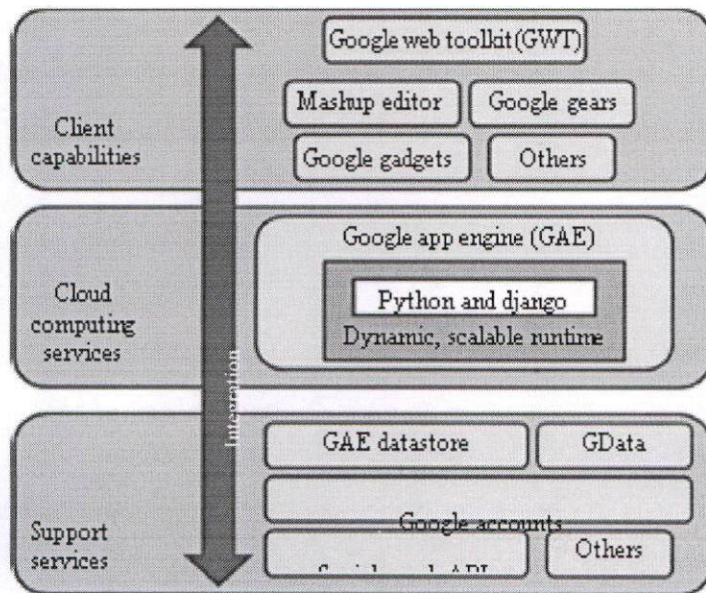 Google web toolkit (GWT)
Mashup editor
Google gears
Client
capabilities
Google gadgets
Others
Google app engine (GAE)
Cloud
computing
services
Python and django
Dynamic, scalable runtime
Integration
GAE datastore
GData
Google accounts
Support
services
Others